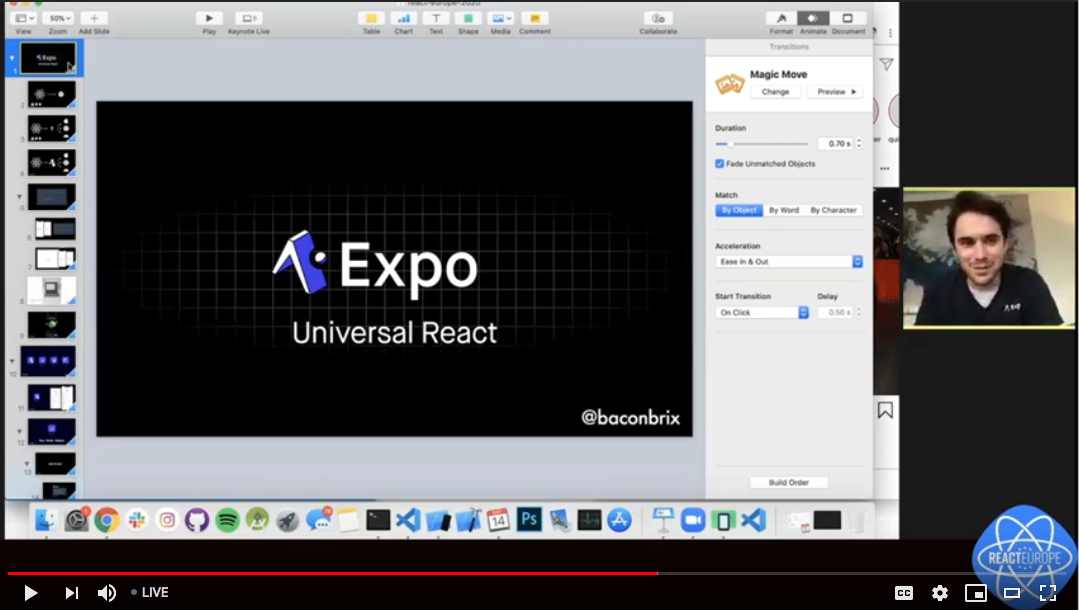 react-europe-2020
50%
View Zoom Add Slide Play Keynote Live Table Chart Text Shape Media Comment Collaborate Format Animate Document
Transitions
Magic Move
Change Preview
Duration
0.70 s
Fade Unmatched Objects
Match
By Object By Word By Character
Acceleration
Ease In & Out
Start Transition Delay
On Click 0.50 s
Build Order
Expo
Universal React
@baconbrix
1
2
3
4
6
7
8
9
10
11
12
13
14
14
Ps
REACTEUROPE
LIVE
CC